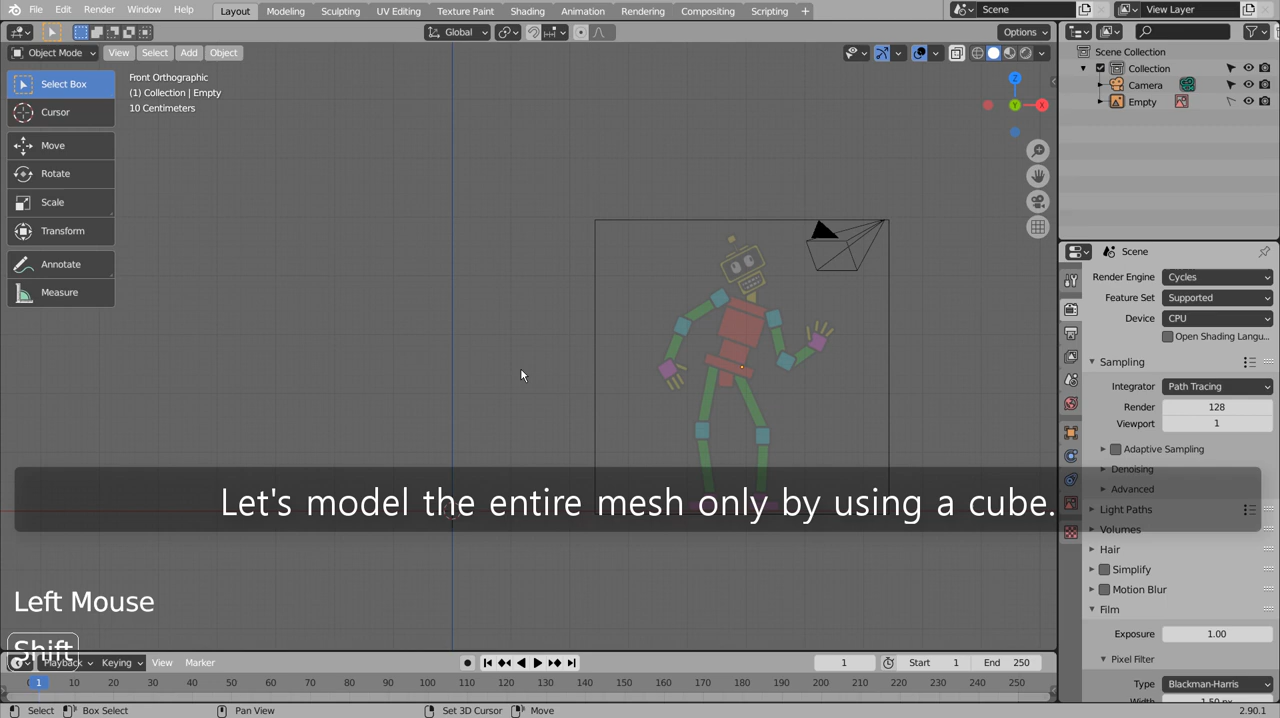 File Edit Render Window Help
Layout Modeling Sculpting UV Editing Texture Paint Shading Animation Rendering Compositing Scripting +
Scene
View Layer
Global
Options
Object Mode View Select Add Object
Select Box
Cursor
Move
Rotate
Scale
Transform
Annotate
Measure
Front Orthographic
(1) Collection | Empty
10 Centimeters
Z
Y
X
Scene Collection
Collection
Camera
Empty
Scene
Render Engine Cycles
Feature Set Supported
Device CPU
Open Shading Langu...
Sampling
Integrator Path Tracing
Render 128
Viewport 1
Adaptive Sampling
Denoising
Advanced
Light Paths
Volumes
Hair
Simplify
Motion Blur
Film
Exposure 1.00
Pixel Filter
Type Blackman-Harris
Width 1.50 px
Let's model the entire mesh only by using a cube.
Left Mouse
Shift
Playback Keying View Marker
1
Start 1
End 250
1 10 20 30 40 50 60 70 80 90 100 110 120 130 140 150 160 170 180 190 200 210 220 230 240 250
Select Box Select Pan View Set 3D Cursor Move
2.90.1